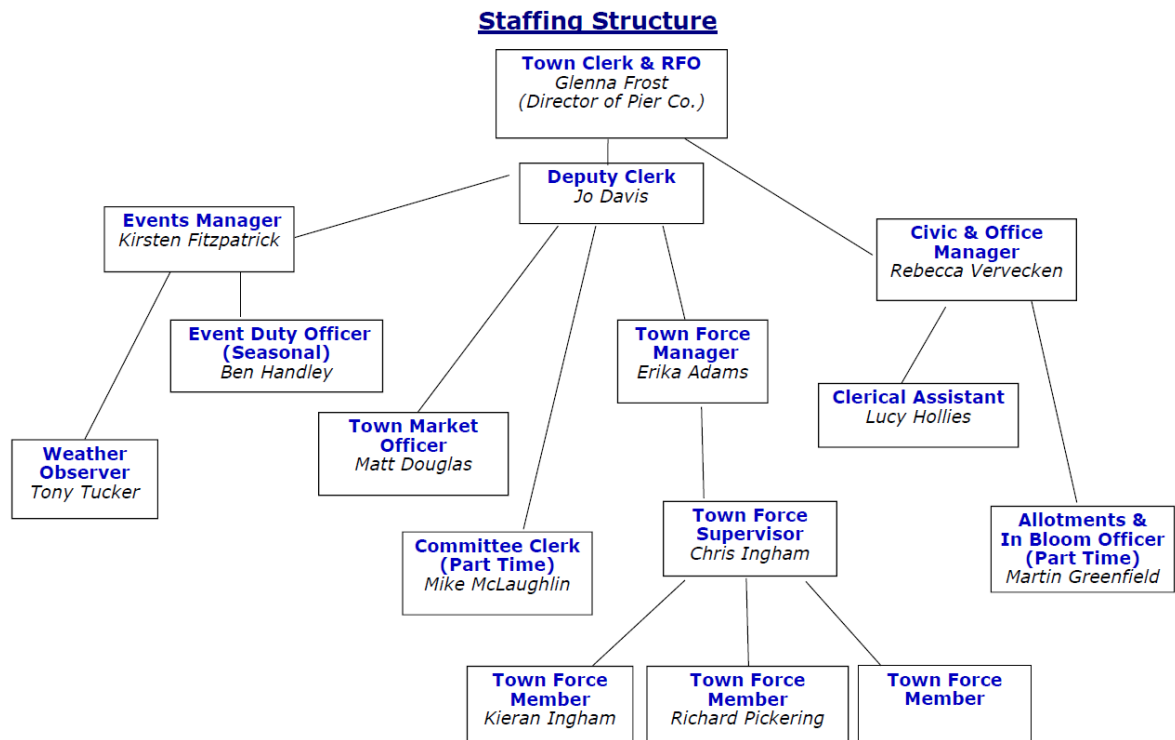 Staffing Structure
Town Clerk & RFO
Glenna Frost
(Director of Pier Co.)
Deputy Clerk
Jo Davis
Events Manager
Kirsten Fitzpatrick
Civic & Office
Manager
Rebecca Vervecken
Event Duty Officer
(Seasonal)
Ben Handley
Town Force
Manager
Erika Adams
Clerical Assistant
Lucy Hollies
Town Market
Officer
Matt Douglas
Weather
Observer
Tony Tucker
Town Force
Supervisor
Chris Ingham
Allotments &
In Bloom Officer
(Part Time)
Martin Greenfield
Committee Clerk
(Part Time)
Mike McLaughlin
Town Force
Member
Kieran Ingham
Town Force
Member
Richard Pickering
Town Force
Member